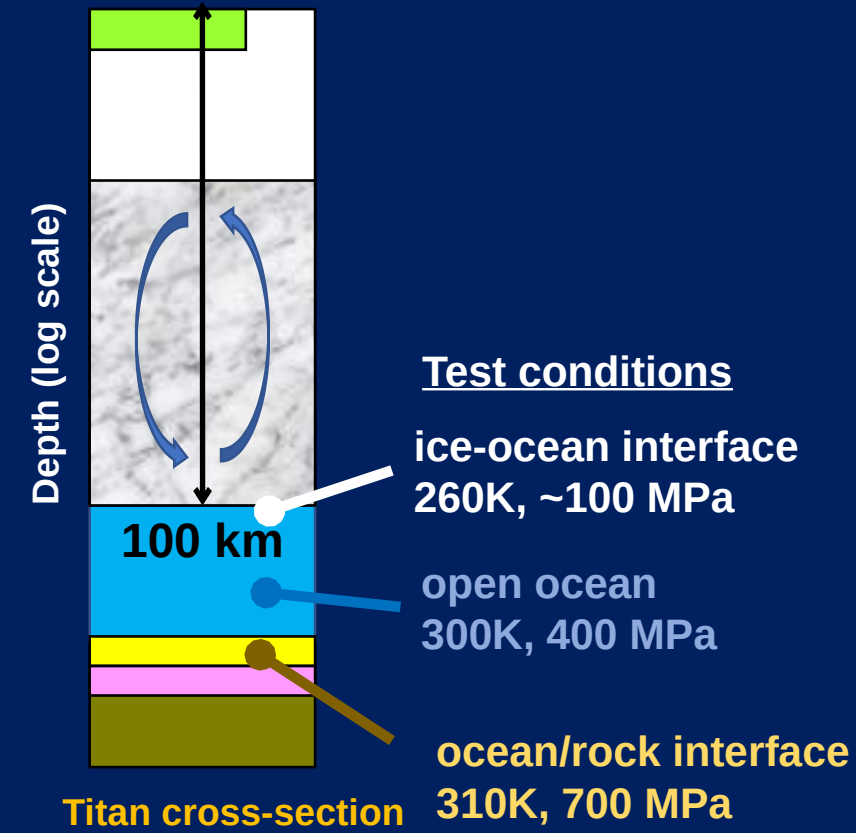 Depth (log scale)
Test conditions
ice-ocean interface
260K, ~100 MPa
100 km
open ocean
300K, 400 MPa
ocean/rock interface
310K, 700 MPa
Titan cross-section